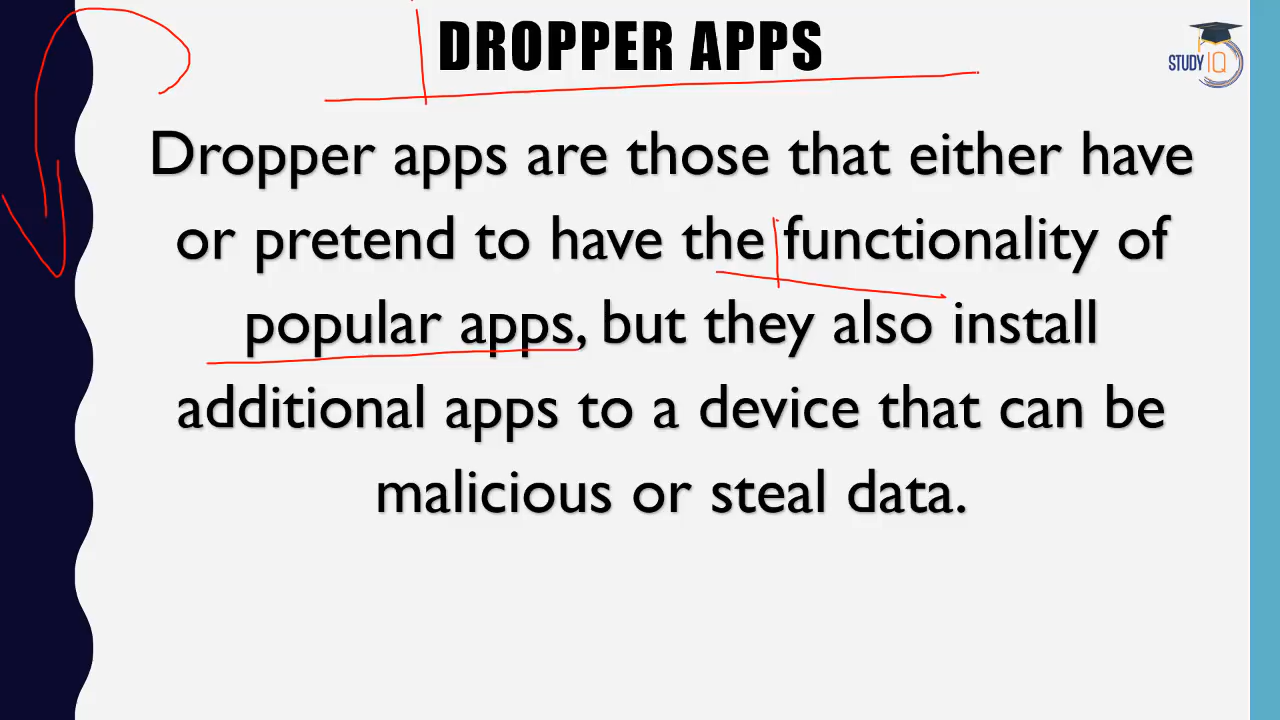 DROPPER APPS
STUDY IQ
Dropper apps are those that either have
or pretend to have the functionality of
popular apps, but they also install
additional apps to a device that can be
malicious or steal data.